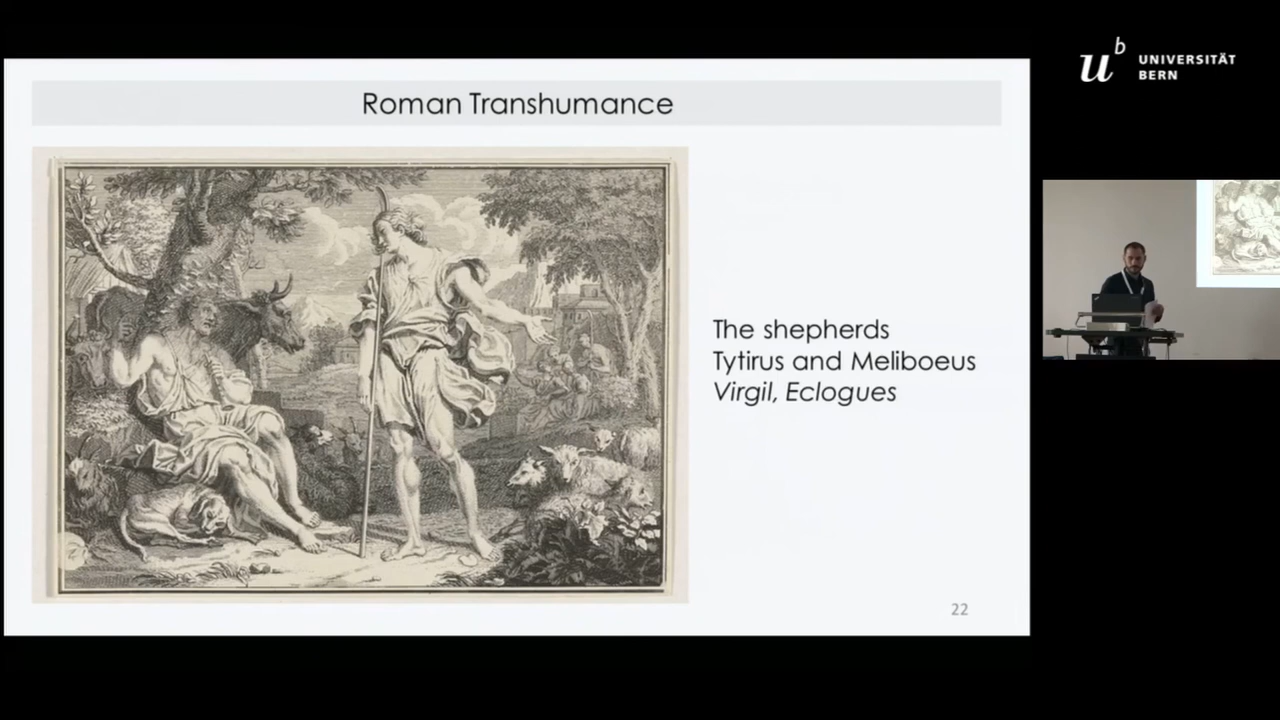 Roman Transhumance
The shepherds
Tytirus and Meliboeus
Virgil, Eclogues
22
u
b
UNIVERSITÄT
BERN